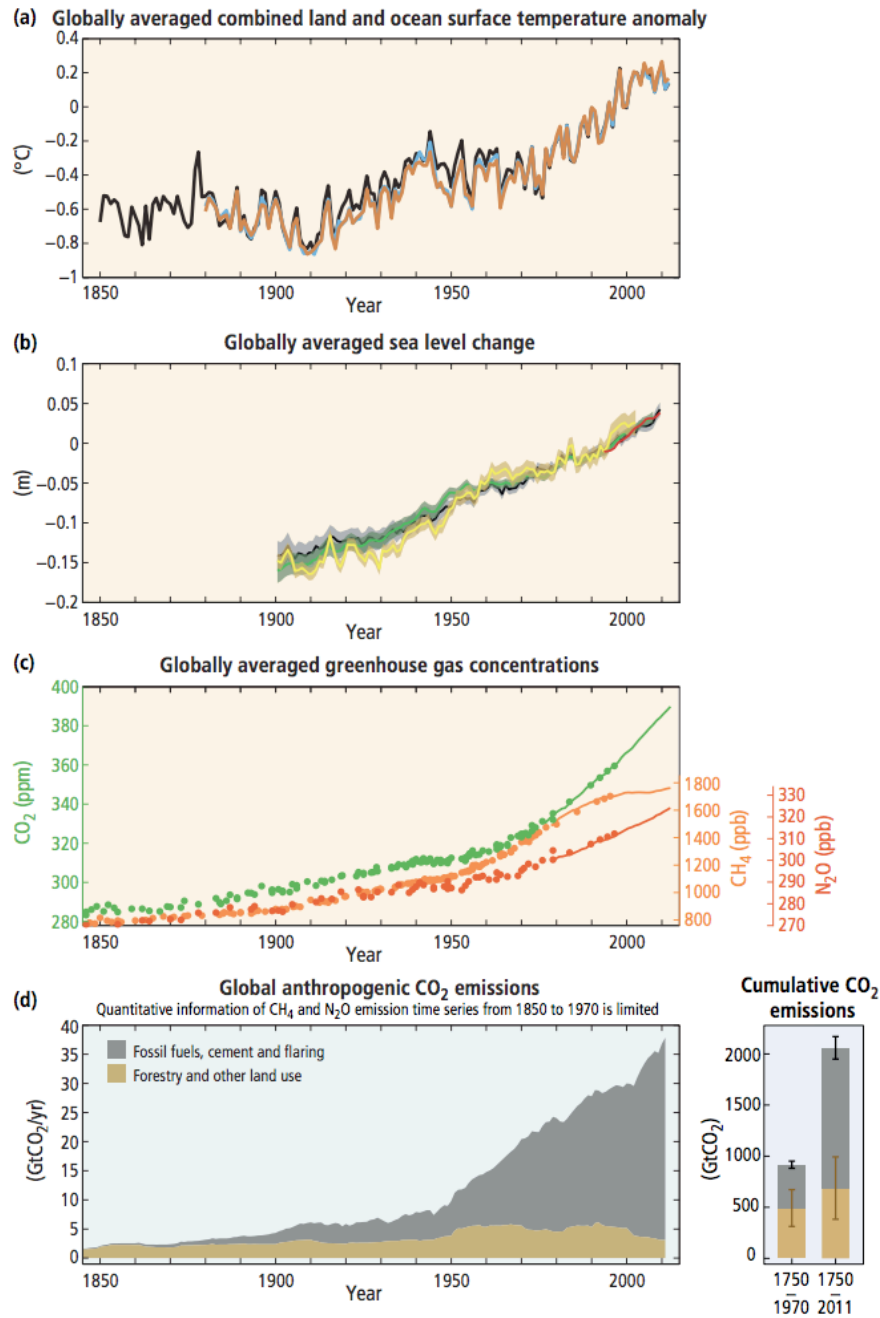 (a) Globally averaged combined land and ocean surface temperature anomaly
0.4
0.2
0
−0.2
−0.4
−0.6
−0.8
−1
(°C)
1850 1900 1950 2000
Year
(b) Globally averaged sea level change
0.1
0.05
0
−0.05
−0.1
−0.15
−0.2
(m)
1850 1900 1950 2000
Year
(c) Globally averaged greenhouse gas concentrations
400
380
360
340
320
300
280
CO₂ (ppm)
1800
1600
1400
1200
1000
800
CH₄ (ppb)
330
320
310
300
290
280
270
N₂O (ppb)
1850 1900 1950 2000
Year
(d) Global anthropogenic CO₂ emissions
Quantitative information of CH₄ and N₂O emission time series from 1850 to 1970 is limited
40
35
30
25
20
15
10
5
0
(GtCO₂/yr)
Fossil fuels, cement and flaring
Forestry and other land use
1850 1900 1950 2000
Year
Cumulative CO₂
emissions
2000
1500
1000
500
0
(GtCO₂)
1750 1750
– –
1970 2011